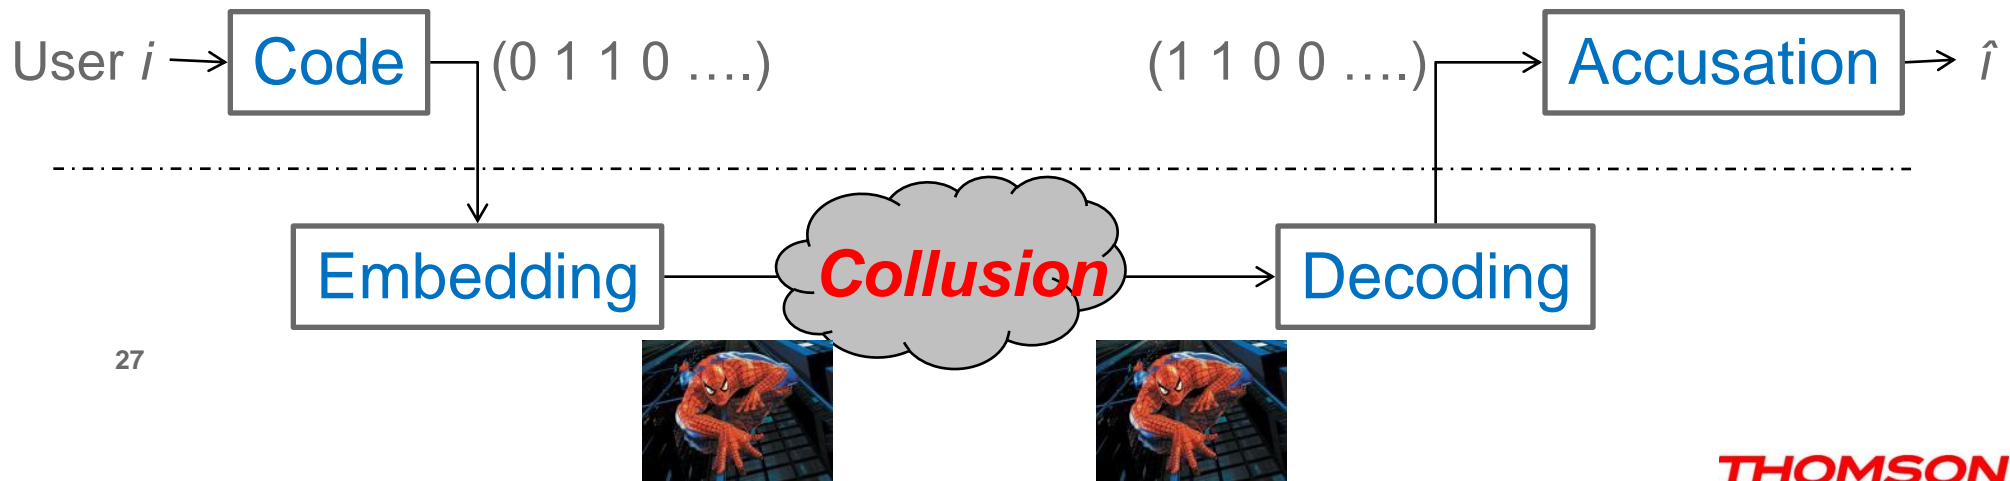 User i Code (0 1 1 0 ....) (1 1 0 0 ....) Accusation î
Embedding Collusion Decoding
27
THOMSON